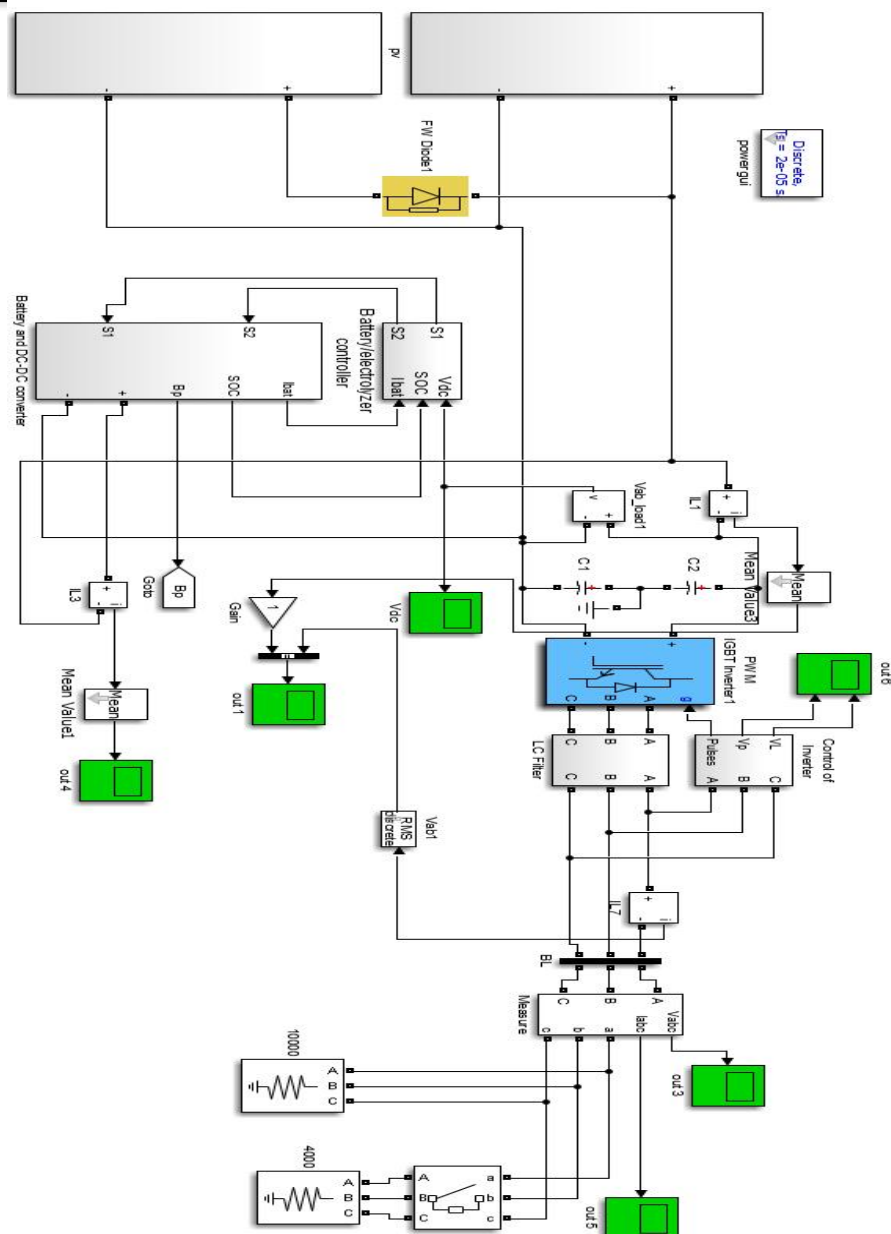 -
+
pv
-
+
Discrete,
Ts = 2e-05 s.
powergui
FW Diode1
Battery and DC-DC converter
S1
S2
-
+
Bp
SOC
Ibat
Battery/electrolyzer
controller
S2
S1
Ibat
SOC
Vdc
Vab_load1
v
-
+
IL1
+
-
i
Mean
Mean Value3
C1
C2
+
+
Goto
Bp
IL3
+
-
i
Mean
Mean Value1
out 4
Gain
1
out 1
Vdc
PWM
IGBT Inverter1
-
+
g
C
B
A
LC Filter
C
B
A
C
B
A
Control of
Inverter
Pulses
Vp
VL
A
B
C
out 6
Vab1
RMS
discrete
IL7
+
-
i
BL
Measure
C
B
A
c
b
a
Iabc
Vabc
out 3
out 5
10000
A
B
C
4000
A
B
C
A
B
C
a
b
c